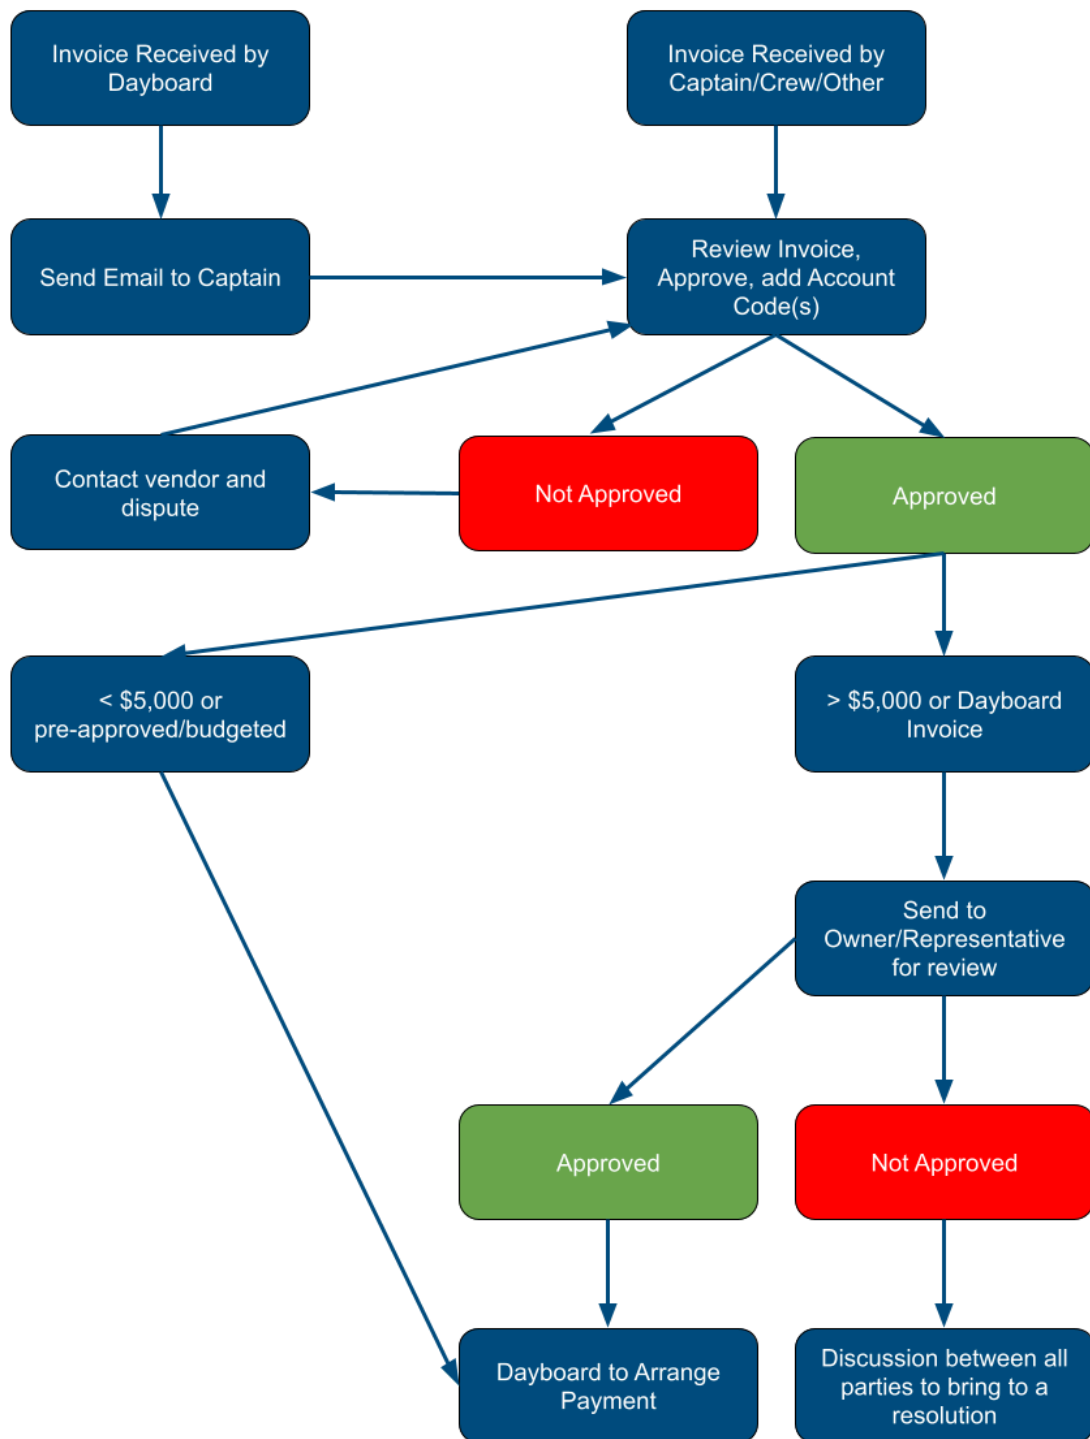 Invoice Received by
Dayboard
Invoice Received by
Captain/Crew/Other
Send Email to Captain
Review Invoice,
Approve, add Account
Code(s)
Contact vendor and
dispute
Not Approved
Approved
< $5,000 or
pre-approved/budgeted
> $5,000 or Dayboard
Invoice
Send to
Owner/Representative
for review
Approved
Not Approved
Dayboard to Arrange
Payment
Discussion between all
parties to bring to a
resolution